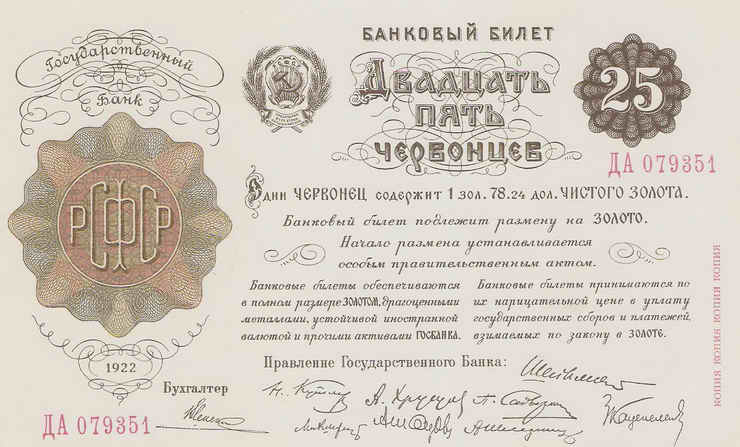 Государственный
Банк
РСФСР
1922
Бухгалтер
ДА 079351
БАНКОВЫЙ БИЛЕТ
Двадцать
пять
червонцев
25
ДА 079351
Один ЧЕРВОНЕЦ содержит 1 зол. 78.24 дол. ЧИСТОГО ЗОЛОТА.
Банковый билет подлежит размену на ЗОЛОТО.
Начало размена устанавливается
особым правительственным актом.
Банковые билеты обеспечиваются
в полном размере ЗОЛОТОМ, драгоценными
металлами, устойчивой иностранной
валютой и прочими активами ГОСБАНКА.
Банковые билеты принимаются по
их нарицательной цене в уплату
государственных сборов и платежей,
взимаемых по закону в ЗОЛОТЕ.
Правление Государственного Банка:
КОПИЯ КОПИЯ КОПИЯ КОПИЯ